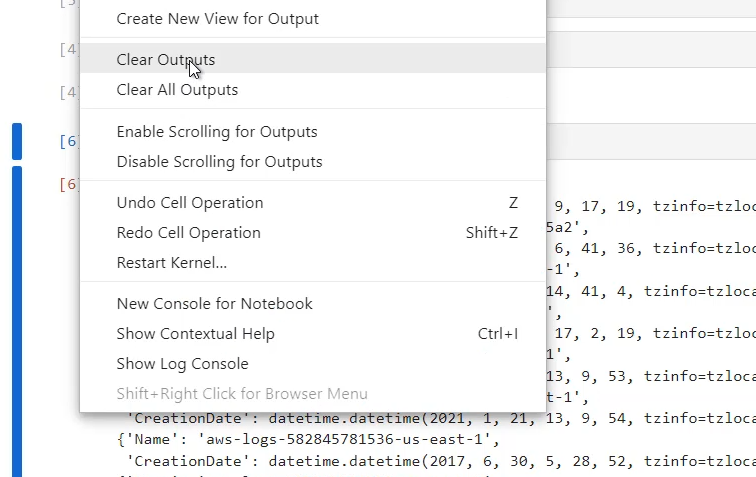 [3
Create New View for Output
[4
Clear Outputs
[4
Clear All Outputs
Enable Scrolling for Outputs
[6
Disable Scrolling for Outputs
[6
Undo Cell Operation Z
9, 17, 19, tzinfo=tzloc
5a2',
Redo Cell Operation Shift+Z
6, 41, 36, tzinfo=tzloc
-1',
Restart Kernel…
14, 41, 4, tzinfo=tzloca
',
New Console for Notebook
17, 2, 19, tzinfo=tzloc
Show Contextual Help Ctrl+I
1',
Show Log Console
13, 9, 53, tzinfo=tzloca
Shift+Right Click for Browser Menu
t-1',
'CreationDate': datetime.datetime(2021, 1, 21, 13, 9, 54, tzinfo=tzloca
{'Name': 'aws-logs-582845781536-us-east-1',
'CreationDate': datetime.datetime(2017, 6, 30, 5, 28, 52, tzinfo=tzloca